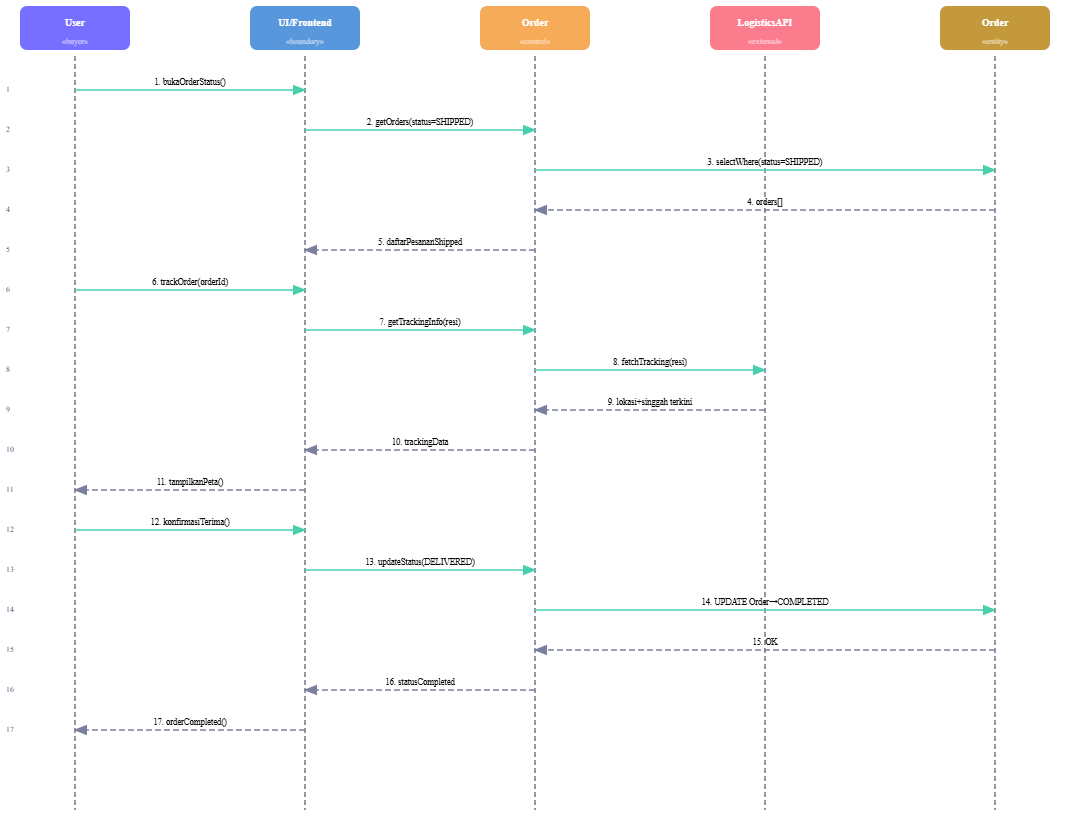 User
«buyer»
UI/Frontend
«boundary»
Order
«control»
LogisticsAPI
«external»
Order
«entity»
1
1. bukaOrderStatus()
2
2. getOrders(status=SHIPPED)
3
3. selectWhere(status=SHIPPED)
4
4. orders[]
5
5. daftarPesananShipped
6
6. trackOrder(orderId)
7
7. getTrackingInfo(resi)
8
8. fetchTracking(resi)
9
9. lokasi+singgah terkini
10
10. trackingData
11
11. tampilkanPeta()
12
12. konfirmasiTerima()
13
13. updateStatus(DELIVERED)
14
14. UPDATE Order→COMPLETED
15
15. OK
16
16. statusCompleted
17
17. orderCompleted()